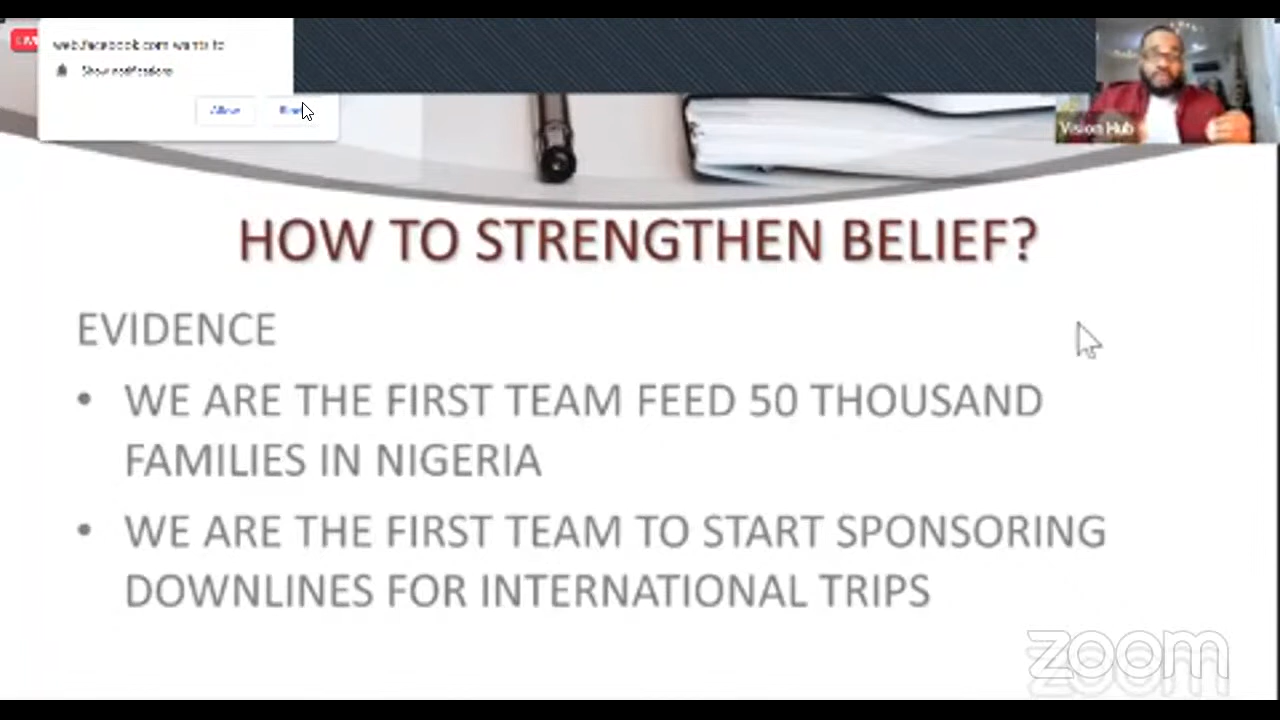 LIVE
web.facebook.com wants to
Show notifications
Allow
Block
Vision Hub
HOW TO STRENGTHEN BELIEF?
EVIDENCE
• WE ARE THE FIRST TEAM FEED 50 THOUSAND
FAMILIES IN NIGERIA
• WE ARE THE FIRST TEAM TO START SPONSORING
DOWNLINES FOR INTERNATIONAL TRIPS
zoom